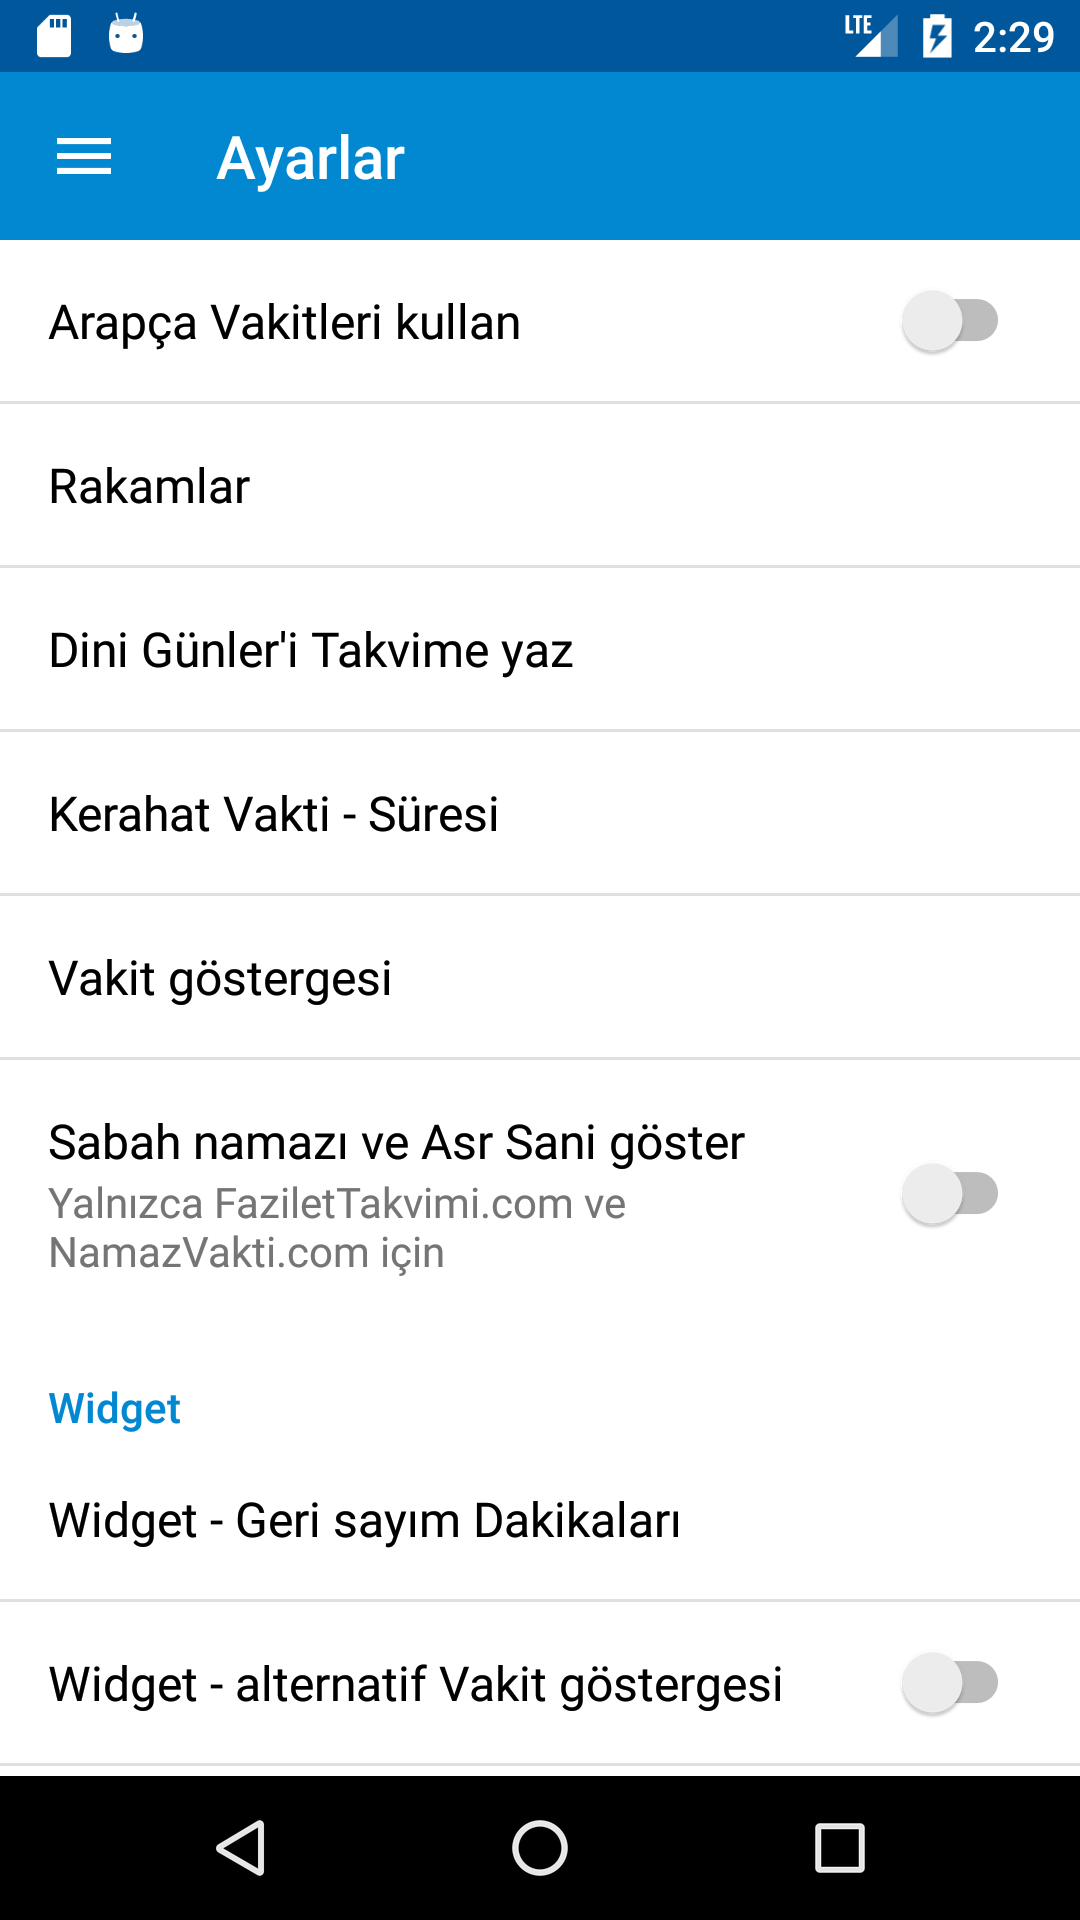 LTE 2:29
Ayarlar
Arapça Vakitleri kullan
Rakamlar
Dini Günler'i Takvime yaz
Kerahat Vakti - Süresi
Vakit göstergesi
Sabah namazı ve Asr Sani göster
Yalnızca FaziletTakvimi.com ve
NamazVakti.com için
Widget
Widget - Geri sayım Dakikaları
Widget - alternatif Vakit göstergesi